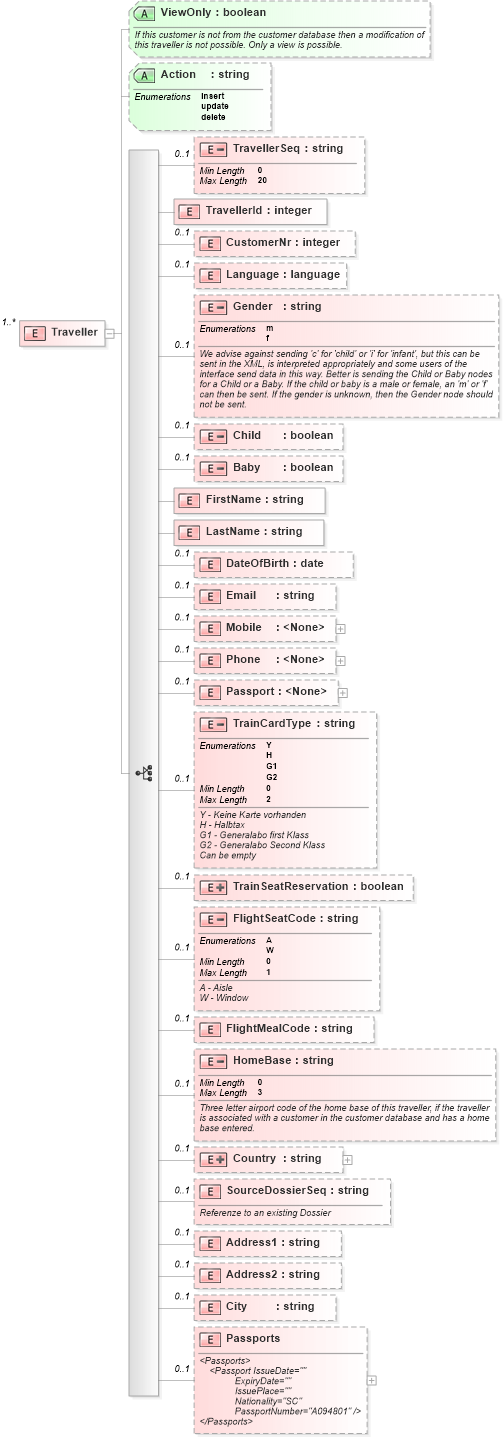 A ViewOnly : boolean
If this customer is not from the customer database then a modification of
this traveller is not possible. Only a view is possible.
A Action : string
Enumerations insert
update
delete
0..1
E TravellerSeq : string
Min Length 0
Max Length 20
E TravellerId : integer
0..1
E CustomerNr : integer
0..1
E Language : language
E Gender : string
Enumerations m
f
0..1
We advise against sending 'c' for 'child' or 'i' for 'infant', but this can be
sent in the XML, is interpreted appropriately and some users of the
interface send data in this way. Better is sending the Child or Baby nodes
for a Child or a Baby. If the child or baby is a male or female, an 'm' or 'f'
can then be sent. If the gender is unknown, then the Gender node should
not be sent.
1..*
E Traveller
0..1
E Child : boolean
0..1
E Baby : boolean
E FirstName : string
E LastName : string
0..1
E DateOfBirth : date
0..1
E Email : string
0..1
E Mobile : <None>
0..1
E Phone : <None>
0..1
E Passport : <None>
E TrainCardType : string
Enumerations Y
H
G1
G2
0..1
Min Length 0
Max Length 2
Y - Keine Karte vorhanden
H - Halbtax
G1 - Generalabo first Klass
G2 - Generalabo Second Klass
Can be empty
0..1
E TrainSeatReservation : boolean
E FlightSeatCode : string
Enumerations A
W
0..1
Min Length 0
Max Length 1
A - Aisle
W - Window
0..1
E FlightMealCode : string
E HomeBase : string
0..1
Min Length 0
Max Length 3
Three letter airport code of the home base of this traveller, if the traveller
is associated with a customer in the customer database and has a home
base entered.
0..1
E Country : string
0..1
E SourceDossierSeq : string
Referenze to an existing Dossier
0..1
E Address1 : string
0..1
E Address2 : string
0..1
E City : string
E Passports
0..1
<Passports>
<Passport IssueDate=""
ExpiryDate=""
IssuePlace=""
Nationality="SC"
PassportNumber="A094801" />
</Passports>